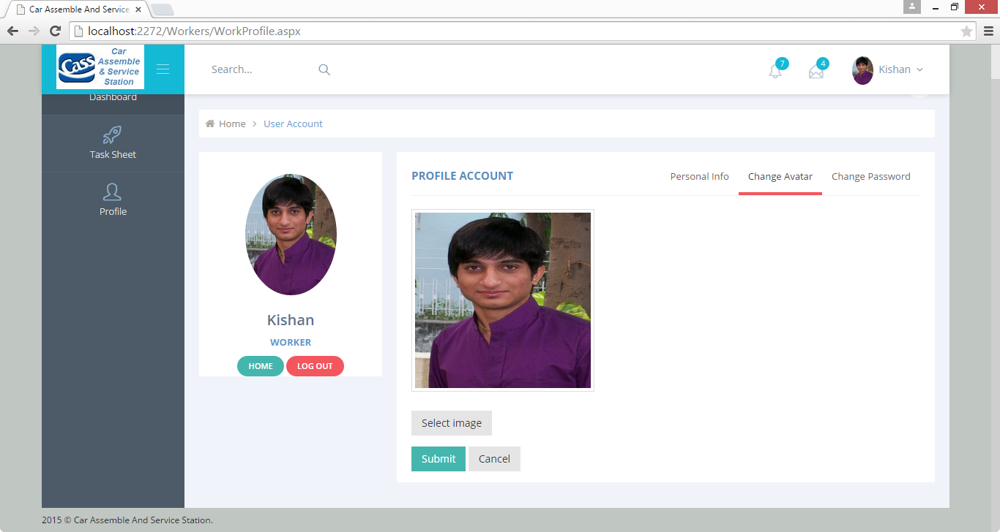 Car Assemble And Service
localhost:2272/Workers/WorkProfile.aspx
Cass
Car
Assemble
& Service
Station
Search...
7
4
Kishan
Dashboard
Task Sheet
Profile
Home
User Account
Kishan
WORKER
HOME LOG OUT
PROFILE ACCOUNT
Personal Info Change Avatar Change Password
Select image
Submit Cancel
2015 © Car Assemble And Service Station.